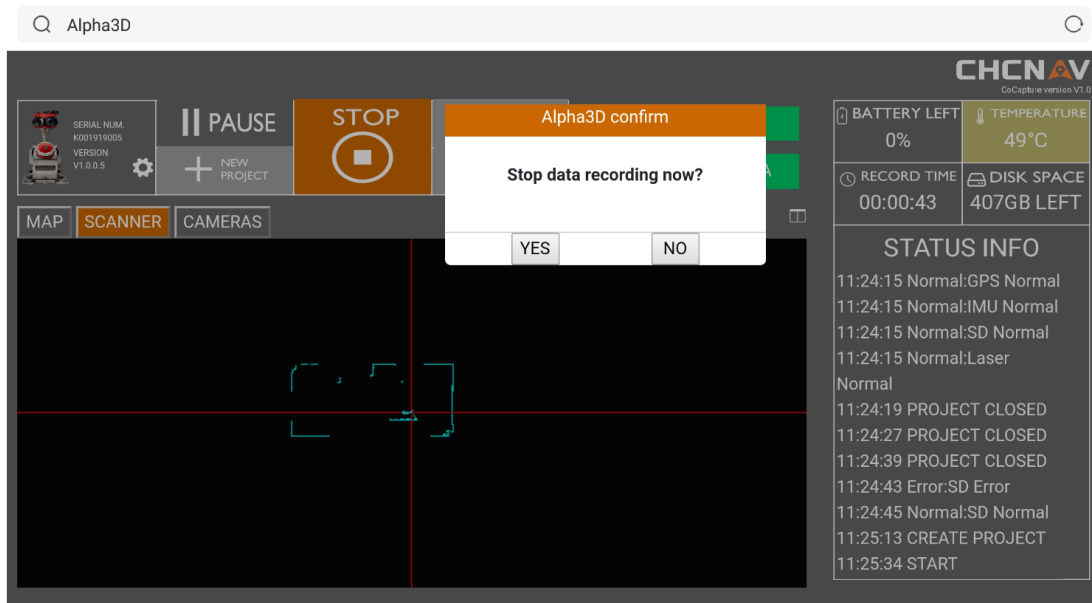 Alpha3D
CHCNAV
CoCapture version V1.0
SERIAL NUM.
K001919005
VERSION
V1.0.0.5
PAUSE
NEW
PROJECT
STOP
Alpha3D confirm
Stop data recording now?
YES
NO
A
BATTERY LEFT
0%
TEMPERATURE
49°C
RECORD TIME
00:00:43
DISK SPACE
407GB LEFT
MAP
SCANNER
CAMERAS
STATUS INFO
11:24:15 Normal:GPS Normal
11:24:15 Normal:IMU Normal
11:24:15 Normal:SD Normal
11:24:15 Normal:Laser
Normal
11:24:19 PROJECT CLOSED
11:24:27 PROJECT CLOSED
11:24:39 PROJECT CLOSED
11:24:43 Error:SD Error
11:24:45 Normal:SD Normal
11:25:13 CREATE PROJECT
11:25:34 START